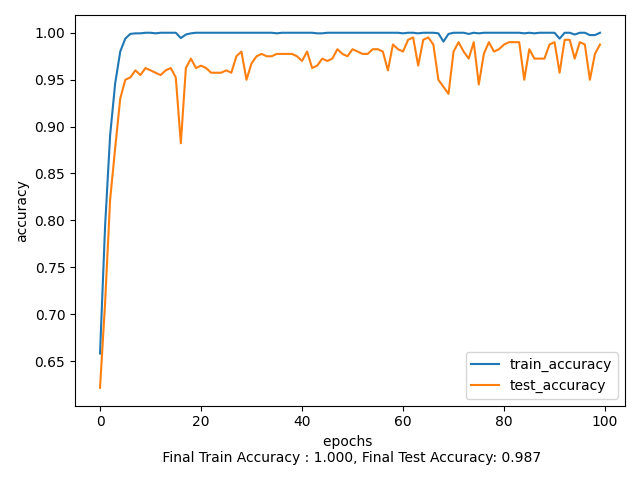 1.00
0.95
0.90
0.85
0.80
0.75
0.70
0.65
accuracy
train_accuracy
test_accuracy
0 20 40 60 80 100
epochs
Final Train Accuracy : 1.000, Final Test Accuracy: 0.987